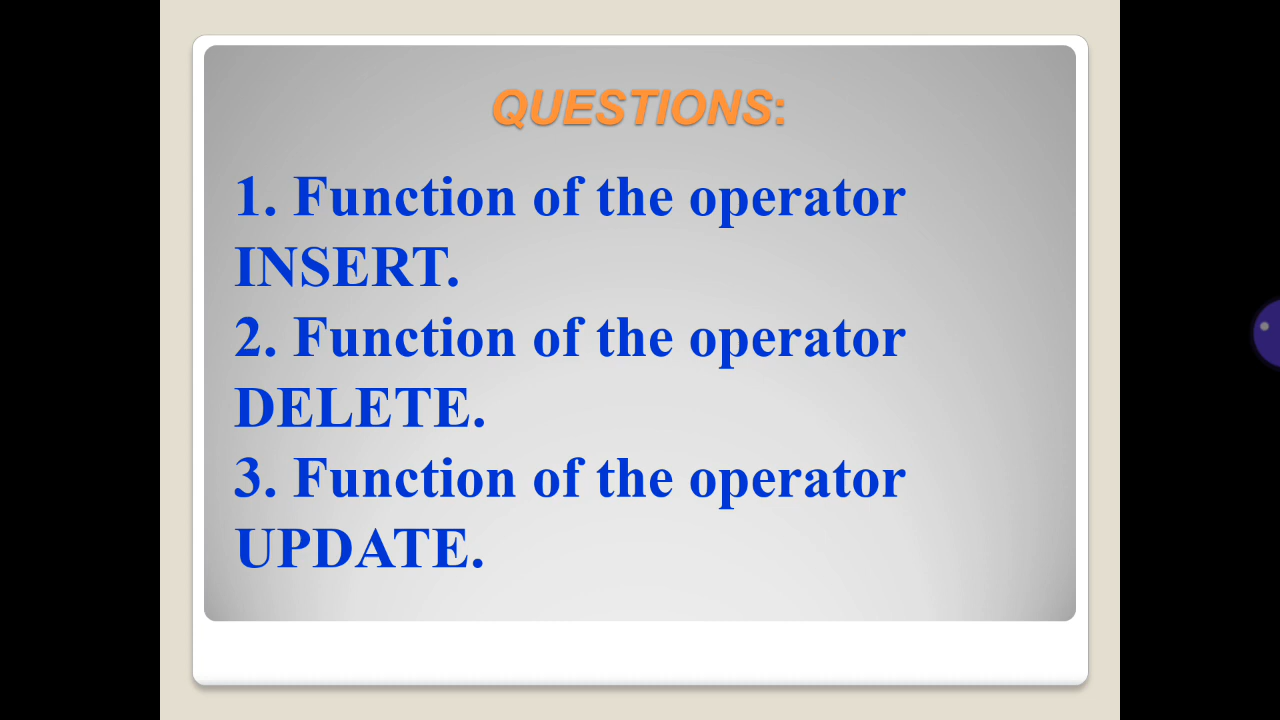 QUESTIONS:
1. Function of the operator
INSERT.
2. Function of the operator
DELETE.
3. Function of the operator
UPDATE.